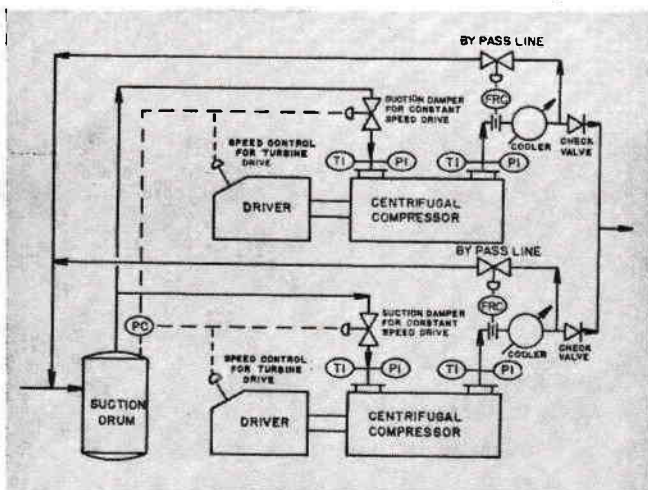 BY PASS LINE
FRC
SUCTION DAMPER
FOR CONSTANT
SPEED DRIVE
SPEED CONTROL
FOR TURBINE
DRIVE
TI
PI
TI
PI
COOLER
CHECK
VALVE
DRIVER
CENTRIFUGAL
COMPRESSOR
BY PASS LINE
FRC
SUCTION DAMPER
FOR CONSTANT
SPEED DRIVE
PC
SPEED CONTROL
FOR TURBINE
DRIVE
TI
PI
TI
PI
COOLER
CHECK
VALVE
SUCTION
DRUM
DRIVER
CENTRIFUGAL
COMPRESSOR